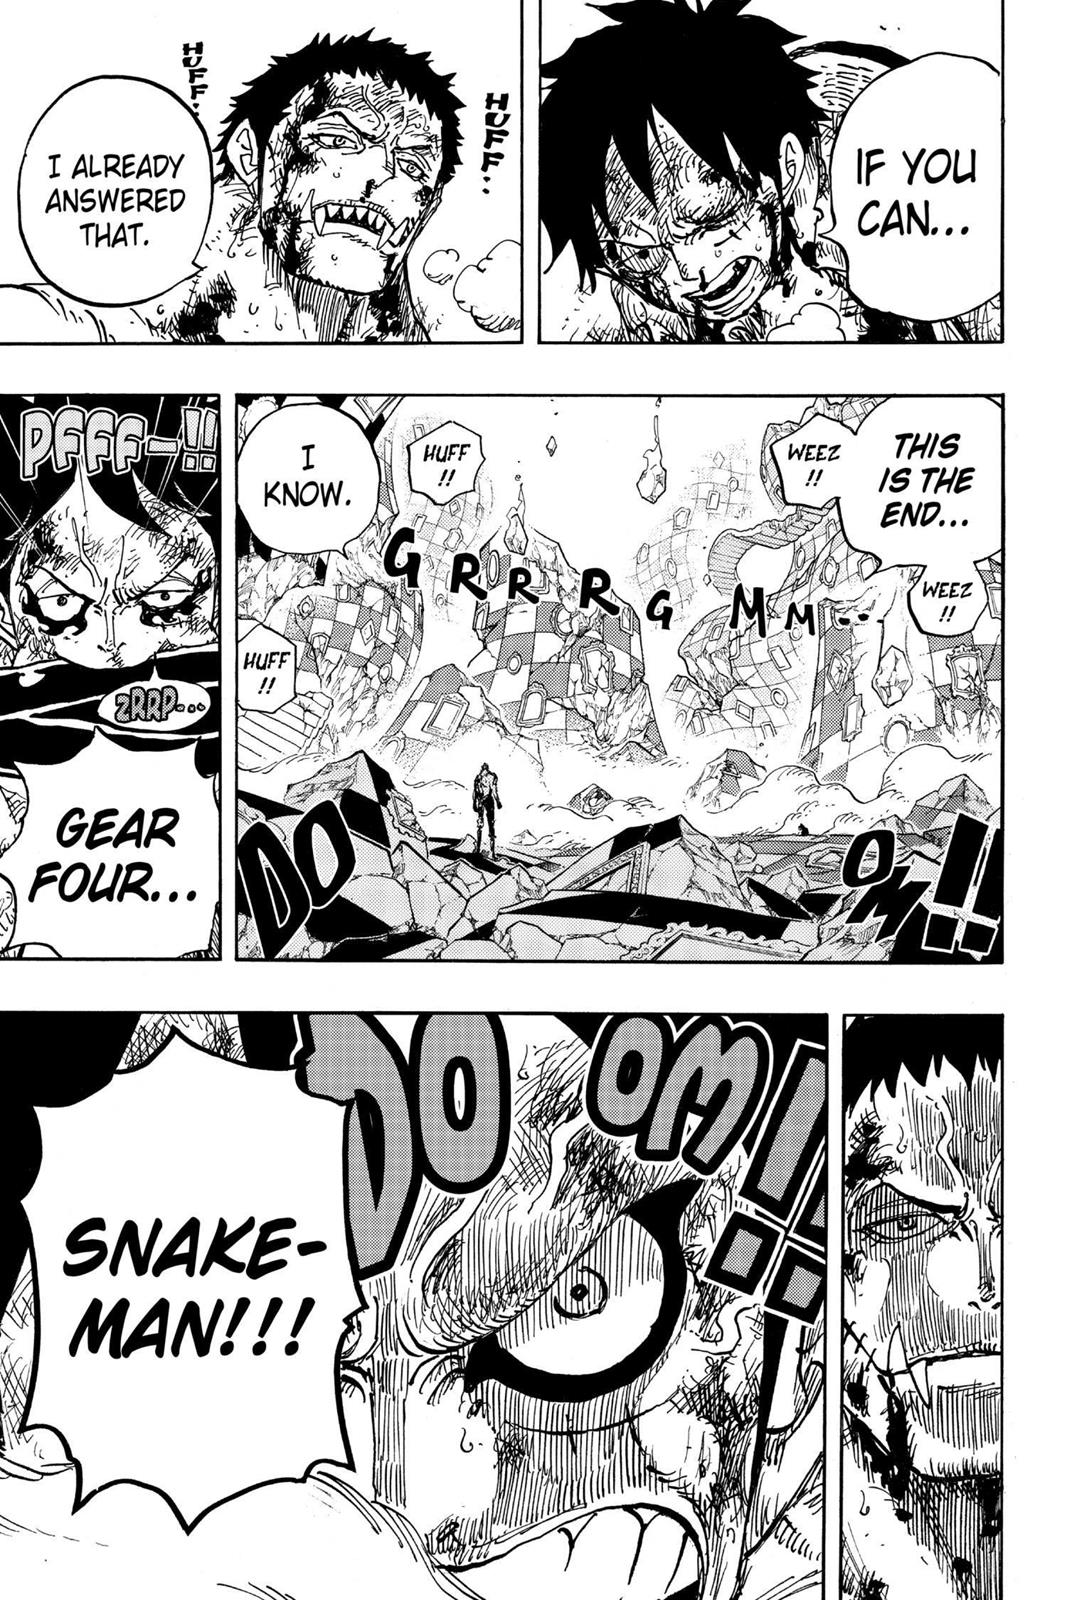 IF YOU
CAN...
HUFF..
HUFF..
I ALREADY
ANSWERED
THAT.
THIS
IS THE
END...
WEEZ
!!
WEEZ
!!
HUFF
!!
I
KNOW.
HUFF
!!
GRRRGMM
DOOM!!
PFFF-!!
ZRRP...
GEAR
FOUR...
DOOM!!
SNAKE-
MAN!!!